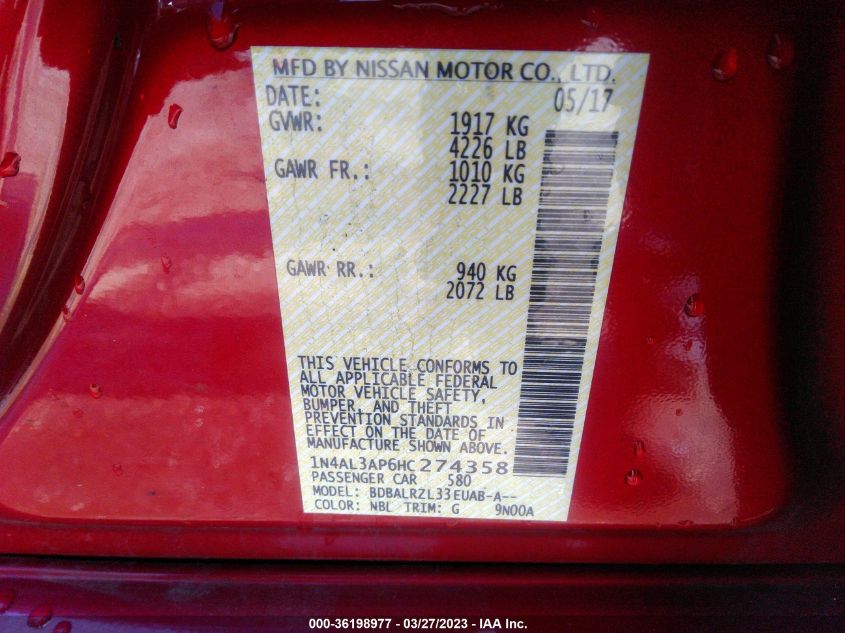 MFD BY NISSAN MOTOR CO., LTD.
DATE: 05/17
GVWR: 1917 KG
4226 LB
GAWR FR.: 1010 KG
2227 LB
GAWR RR.: 940 KG
2072 LB
THIS VEHICLE CONFORMS TO
ALL APPLICABLE FEDERAL
MOTOR VEHICLE SAFETY,
BUMPER, AND THEFT
PREVENTION STANDARDS IN
EFFECT ON THE DATE OF
MANUFACTURE SHOWN ABOVE.
1N4AL3AP6HC274358
PASSENGER CAR 580
MODEL: BDBALRZL33EUAB-A--
COLOR: NBL TRIM: G 9N00A
000-36198977 - 03/27/2023 - IAA Inc.